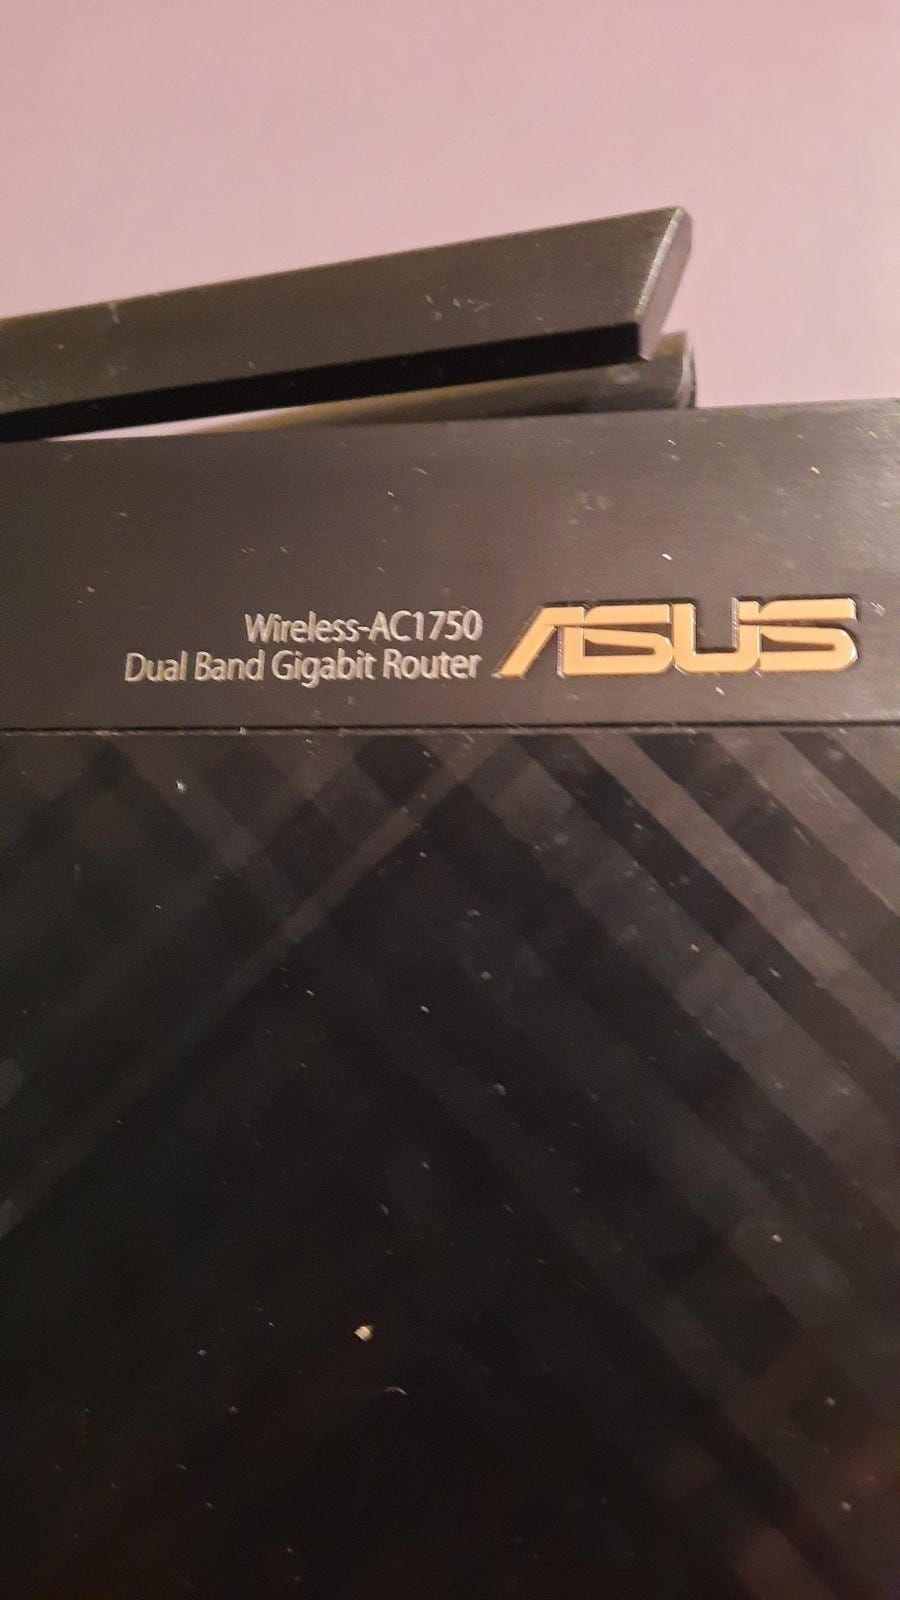 Wireless-AC1750
Dual Band Gigabit Router
ASUS